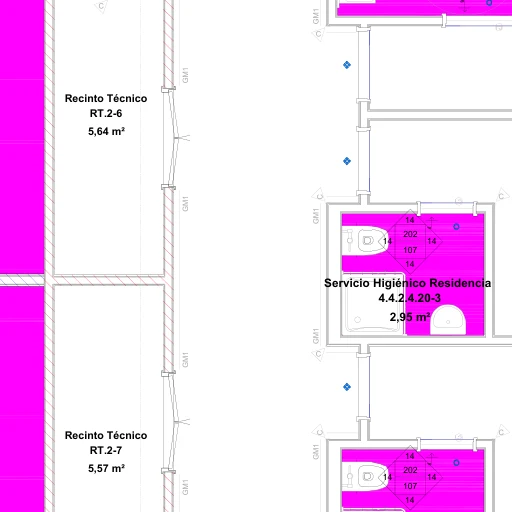 C
GM1
C
GM1
Recinto Técnico
RT.2-6
5,64 m²
C
C
GM1
GM1
14
202
14
14
107
14
Servicio Higiénico Residencia
4.4.2.4.20-3
2,95 m²
GM1
GM1
C
C
C
Recinto Técnico
RT.2-7
5,57 m²
GM1
14
202
14
14
107
14